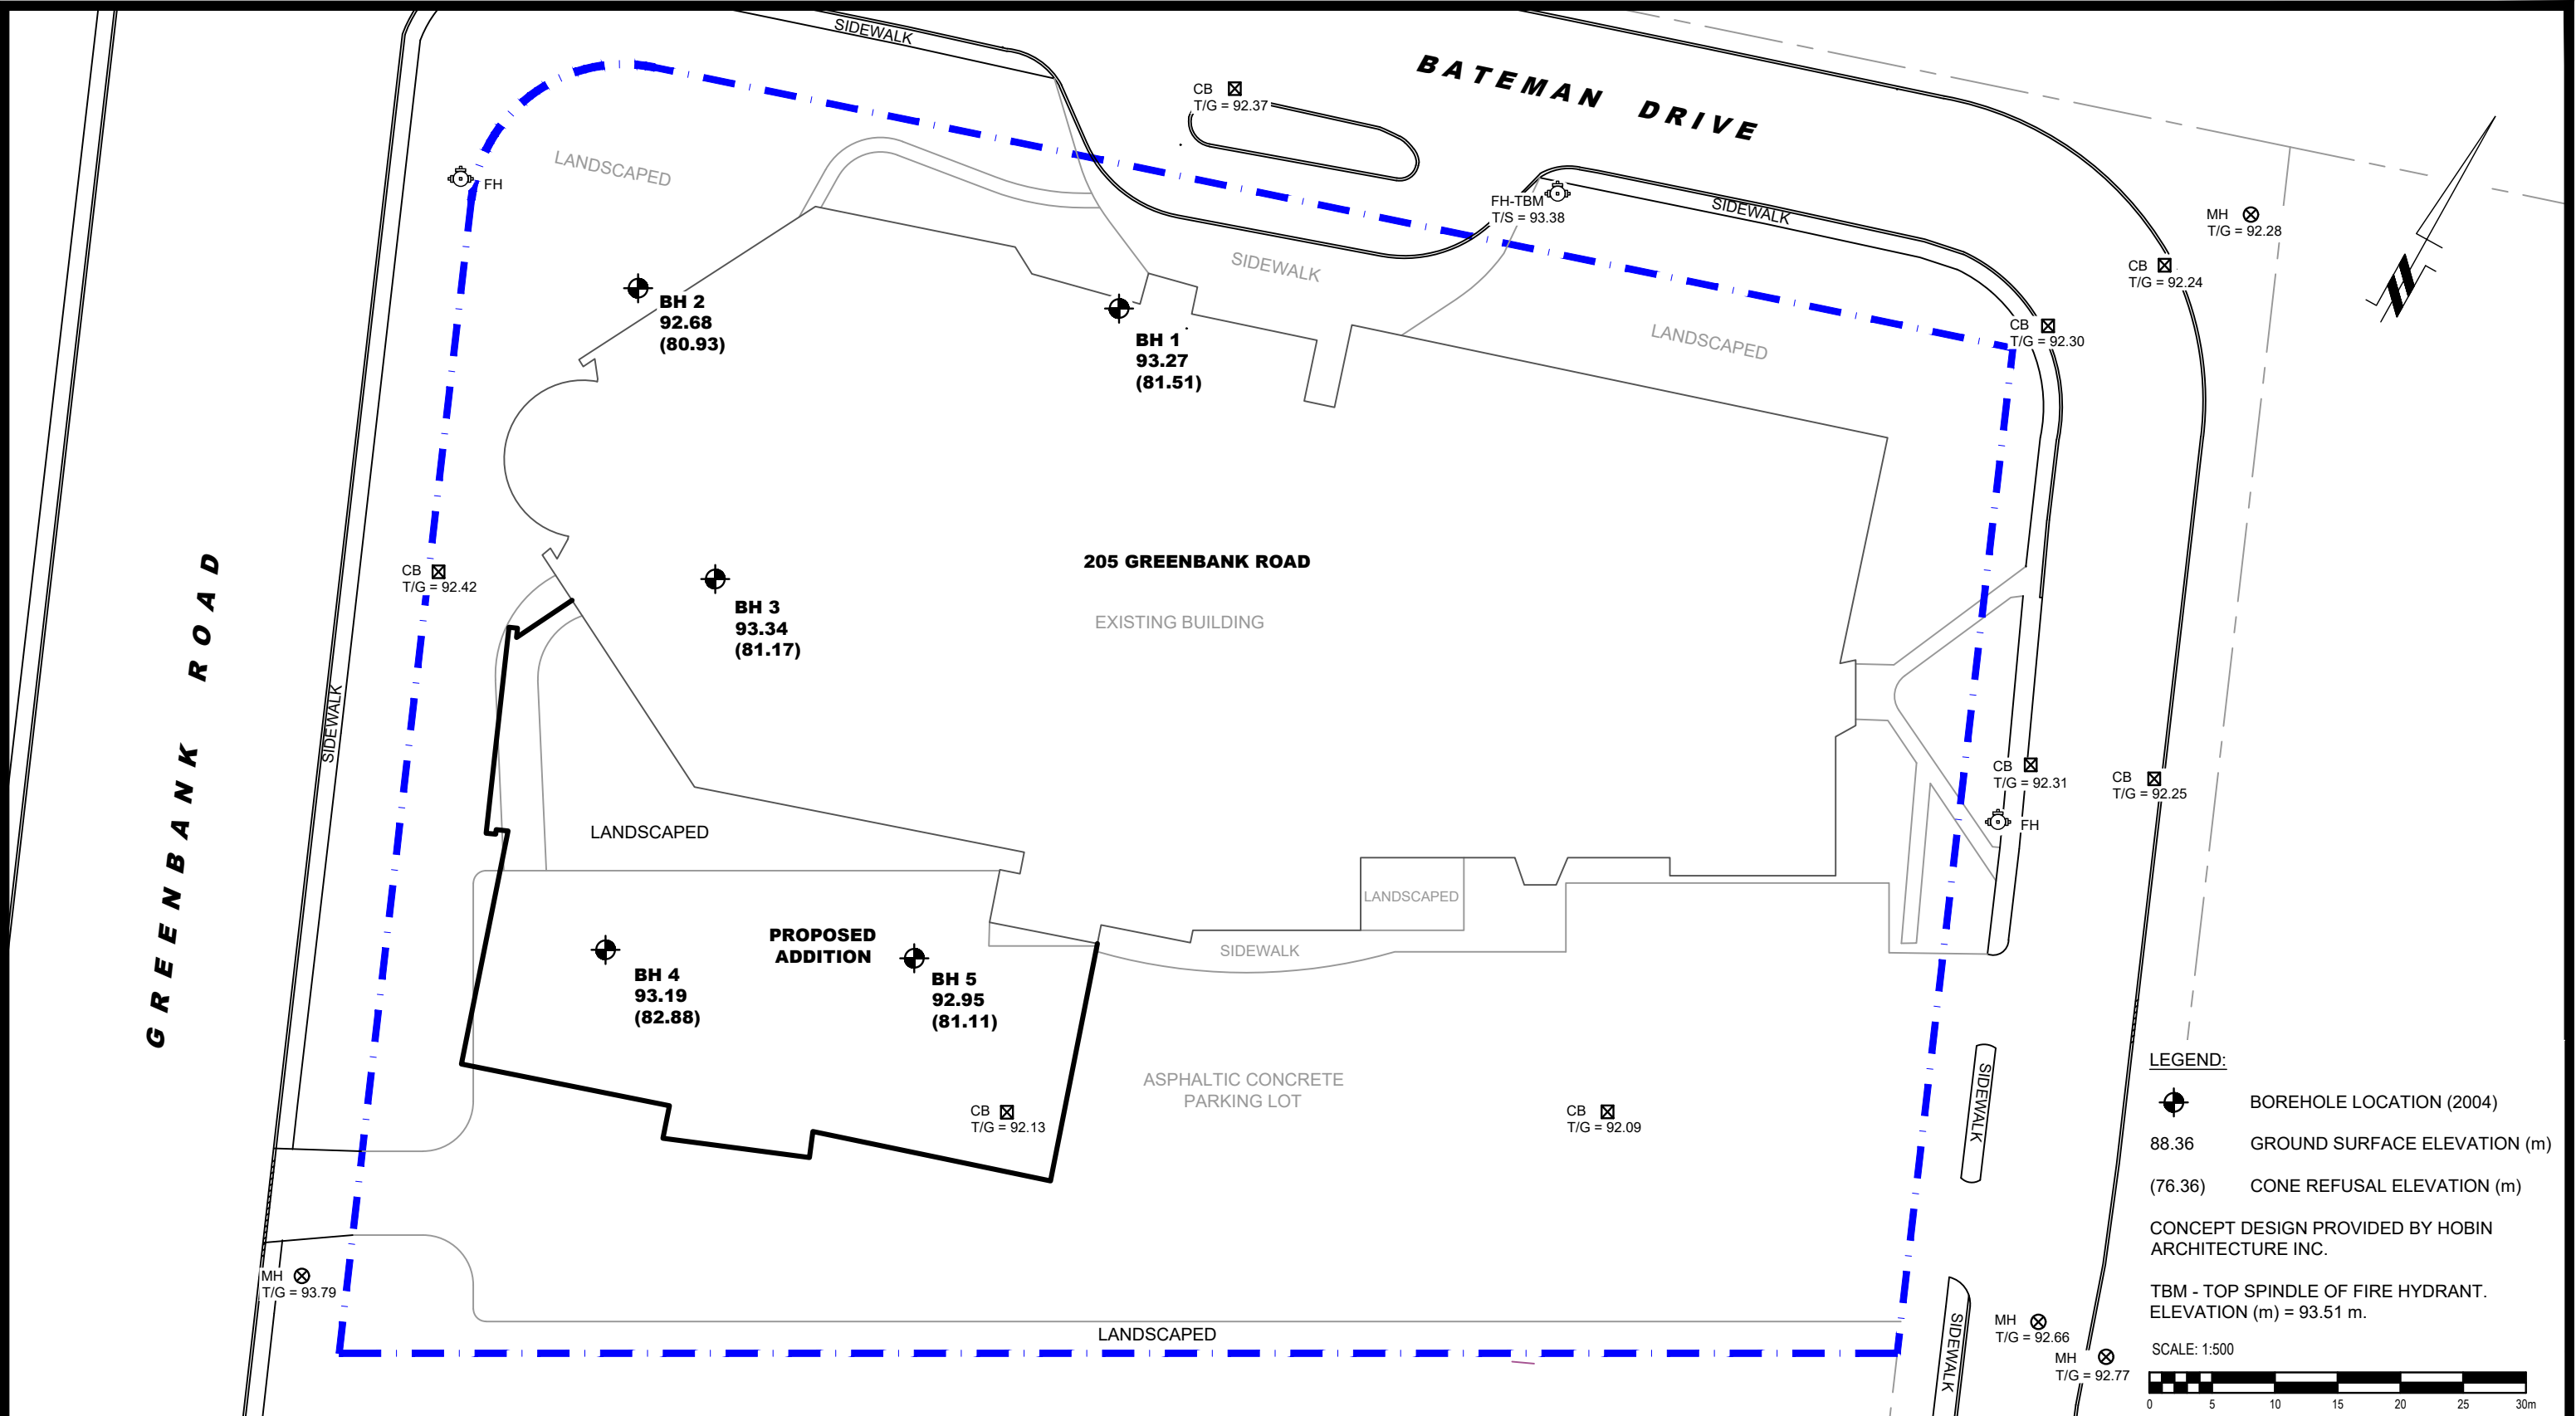 SIDEWALK
BATEMAN DRIVE
CB
T/G = 92.37
LANDSCAPED
FH
FH-TBM
T/S = 93.38
SIDEWALK
MH
T/G = 92.28
SIDEWALK
CB
T/G = 92.24
BH 2
92.68
(80.93)
CB
T/G = 92.30
BH 1
93.27
(81.51)
LANDSCAPED
205 GREENBANK ROAD
CB
T/G = 92.42
BH 3
93.34
(81.17)
EXISTING BUILDING
GREENBANK ROAD
SIDEWALK
CB
T/G = 92.31
CB
T/G = 92.25
FH
LANDSCAPED
LANDSCAPED
PROPOSED
ADDITION
SIDEWALK
BH 4
93.19
(82.88)
BH 5
92.95
(81.11)
ASPHALTIC CONCRETE
PARKING LOT
CB
T/G = 92.13
CB
T/G = 92.09
SIDEWALK
MH
T/G = 93.79
LANDSCAPED
SIDEWALK
MH
T/G = 92.66
MH
T/G = 92.77
LEGEND:
BOREHOLE LOCATION (2004)
88.36 GROUND SURFACE ELEVATION (m)
(76.36) CONE REFUSAL ELEVATION (m)
CONCEPT DESIGN PROVIDED BY HOBIN
ARCHITECTURE INC.
TBM - TOP SPINDLE OF FIRE HYDRANT.
ELEVATION (m) = 93.51 m.
SCALE: 1:500
0 5 10 15 20 25 30m